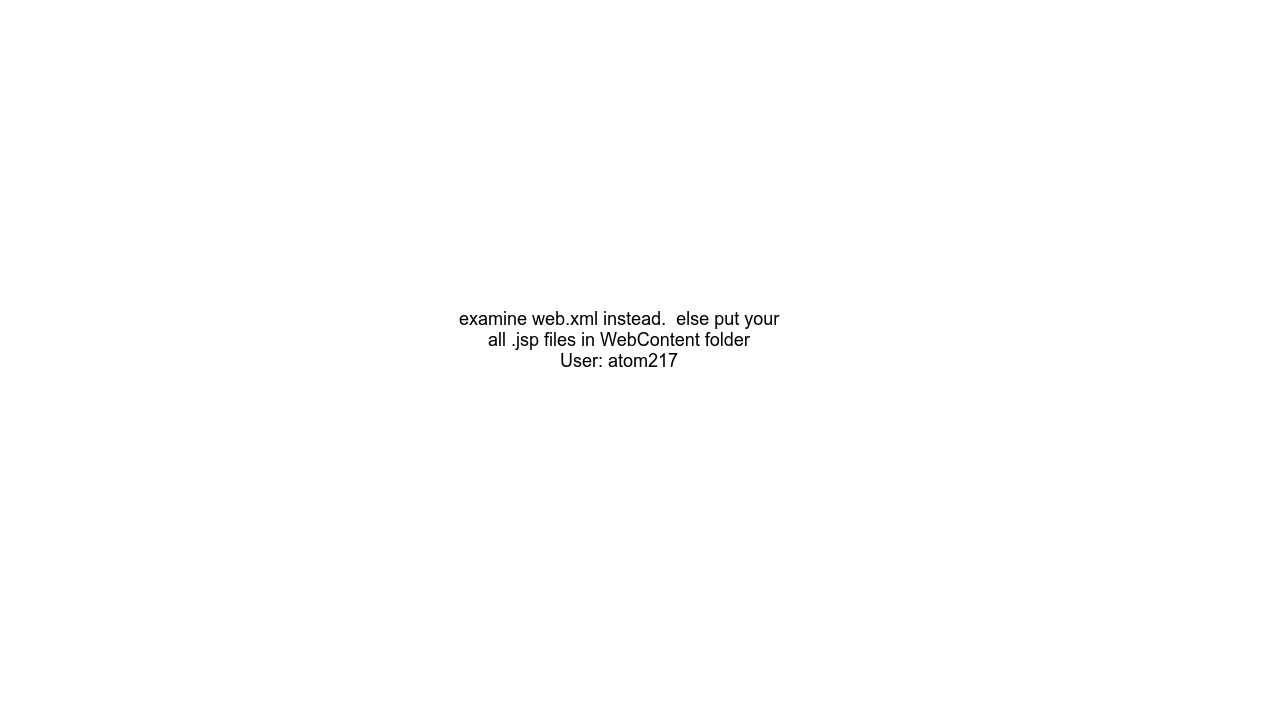 examine web.xml instead.  else put your
all .jsp files in WebContent folder
User: atom217